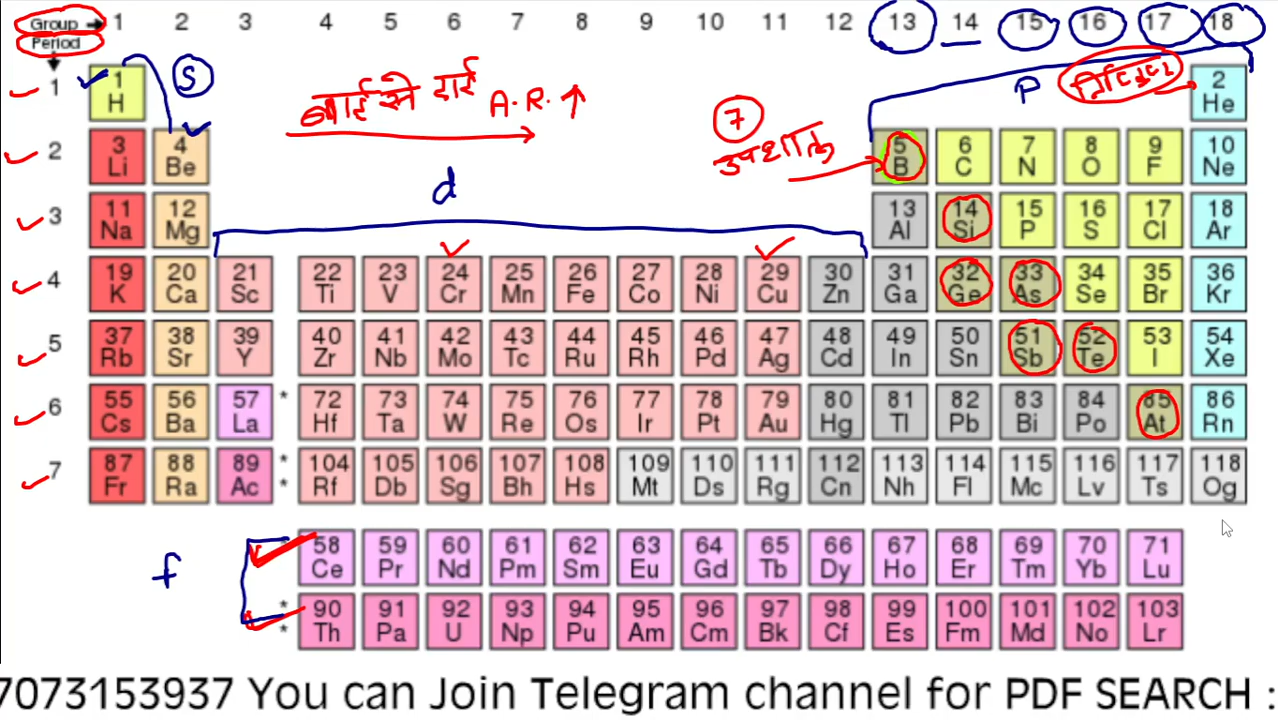 Group 1 2 3 4 5 6 7 8 9 10 11 12 13 14 15 16 17 18
Period
S
1 1 H P 2 He
बाई से दाई A.R. ↑
7
उपधातु
2 3 Li 4 Be 5 B 6 C 7 N 8 O 9 F 10 Ne
d
3 11 Na 12 Mg 13 Al 14 Si 15 P 16 S 17 Cl 18 Ar
4 19 K 20 Ca 21 Sc 22 Ti 23 V 24 Cr 25 Mn 26 Fe 27 Co 28 Ni 29 Cu 30 Zn 31 Ga 32 Ge 33 As 34 Se 35 Br 36 Kr
5 37 Rb 38 Sr 39 Y 40 Zr 41 Nb 42 Mo 43 Tc 44 Ru 45 Rh 46 Pd 47 Ag 48 Cd 49 In 50 Sn 51 Sb 52 Te 53 I 54 Xe
6 55 Cs 56 Ba 57 La * 72 Hf 73 Ta 74 W 75 Re 76 Os 77 Ir 78 Pt 79 Au 80 Hg 81 Tl 82 Pb 83 Bi 84 Po 85 At 86 Rn
7 87 Fr 88 Ra 89 Ac * * 104 Rf 105 Db 106 Sg 107 Bh 108 Hs 109 Mt 110 Ds 111 Rg 112 Cn 113 Nh 114 Fl 115 Mc 116 Lv 117 Ts 118 Og
f
58 Ce 59 Pr 60 Nd 61 Pm 62 Sm 63 Eu 64 Gd 65 Tb 66 Dy 67 Ho 68 Er 69 Tm 70 Yb 71 Lu
* * 90 Th 91 Pa 92 U 93 Np 94 Pu 95 Am 96 Cm 97 Bk 98 Cf 99 Es 100 Fm 101 Md 102 No 103 Lr
7073153937 You can Join Telegram channel for PDF SEARCH :